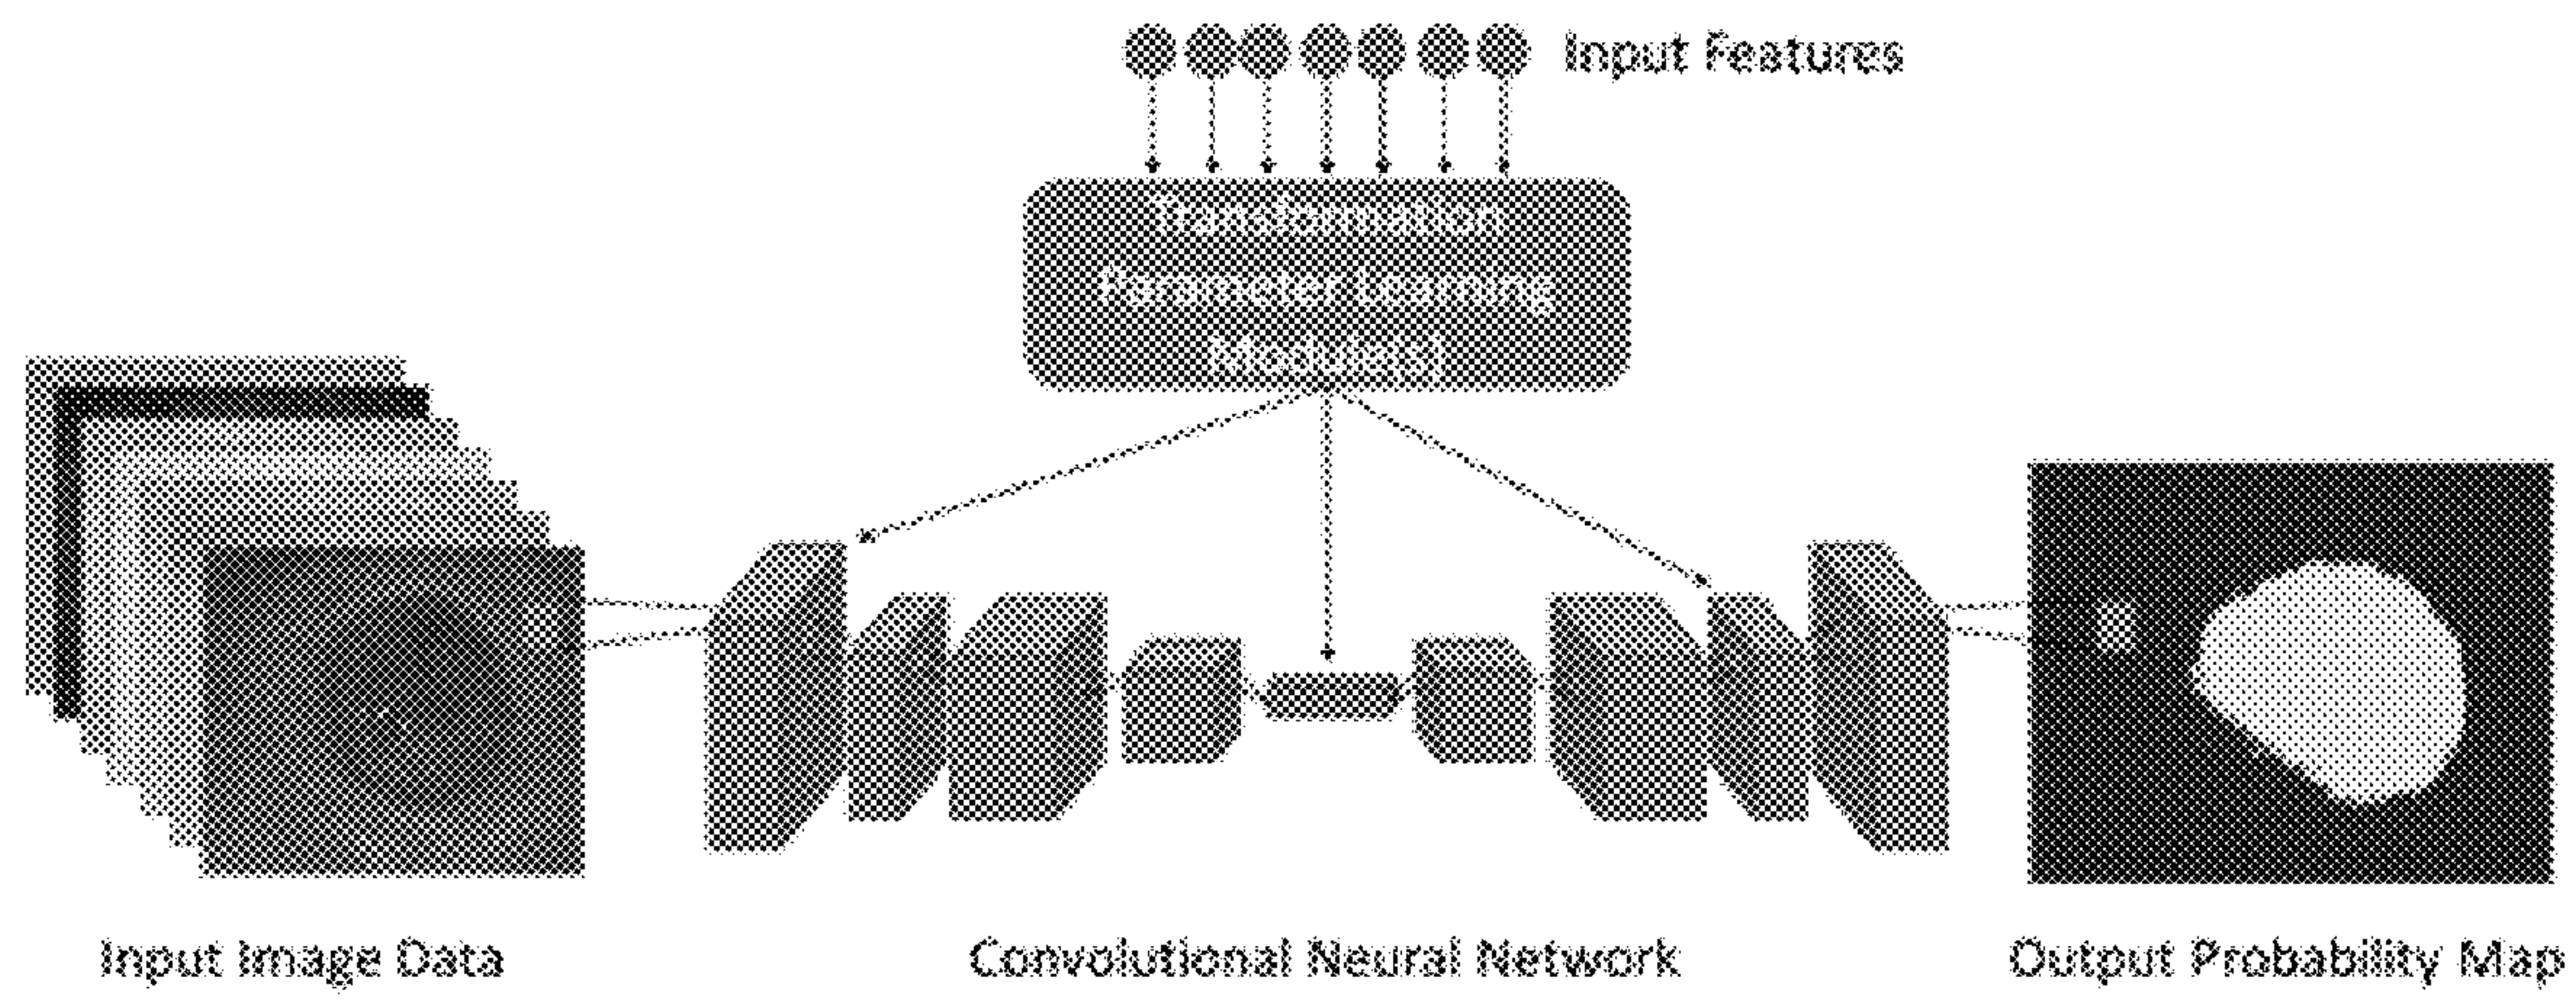 Input Features
Transformation
Parameter Learning
Module(s)
Input Image Data
Convolutional Neural Network
Output Probability Map